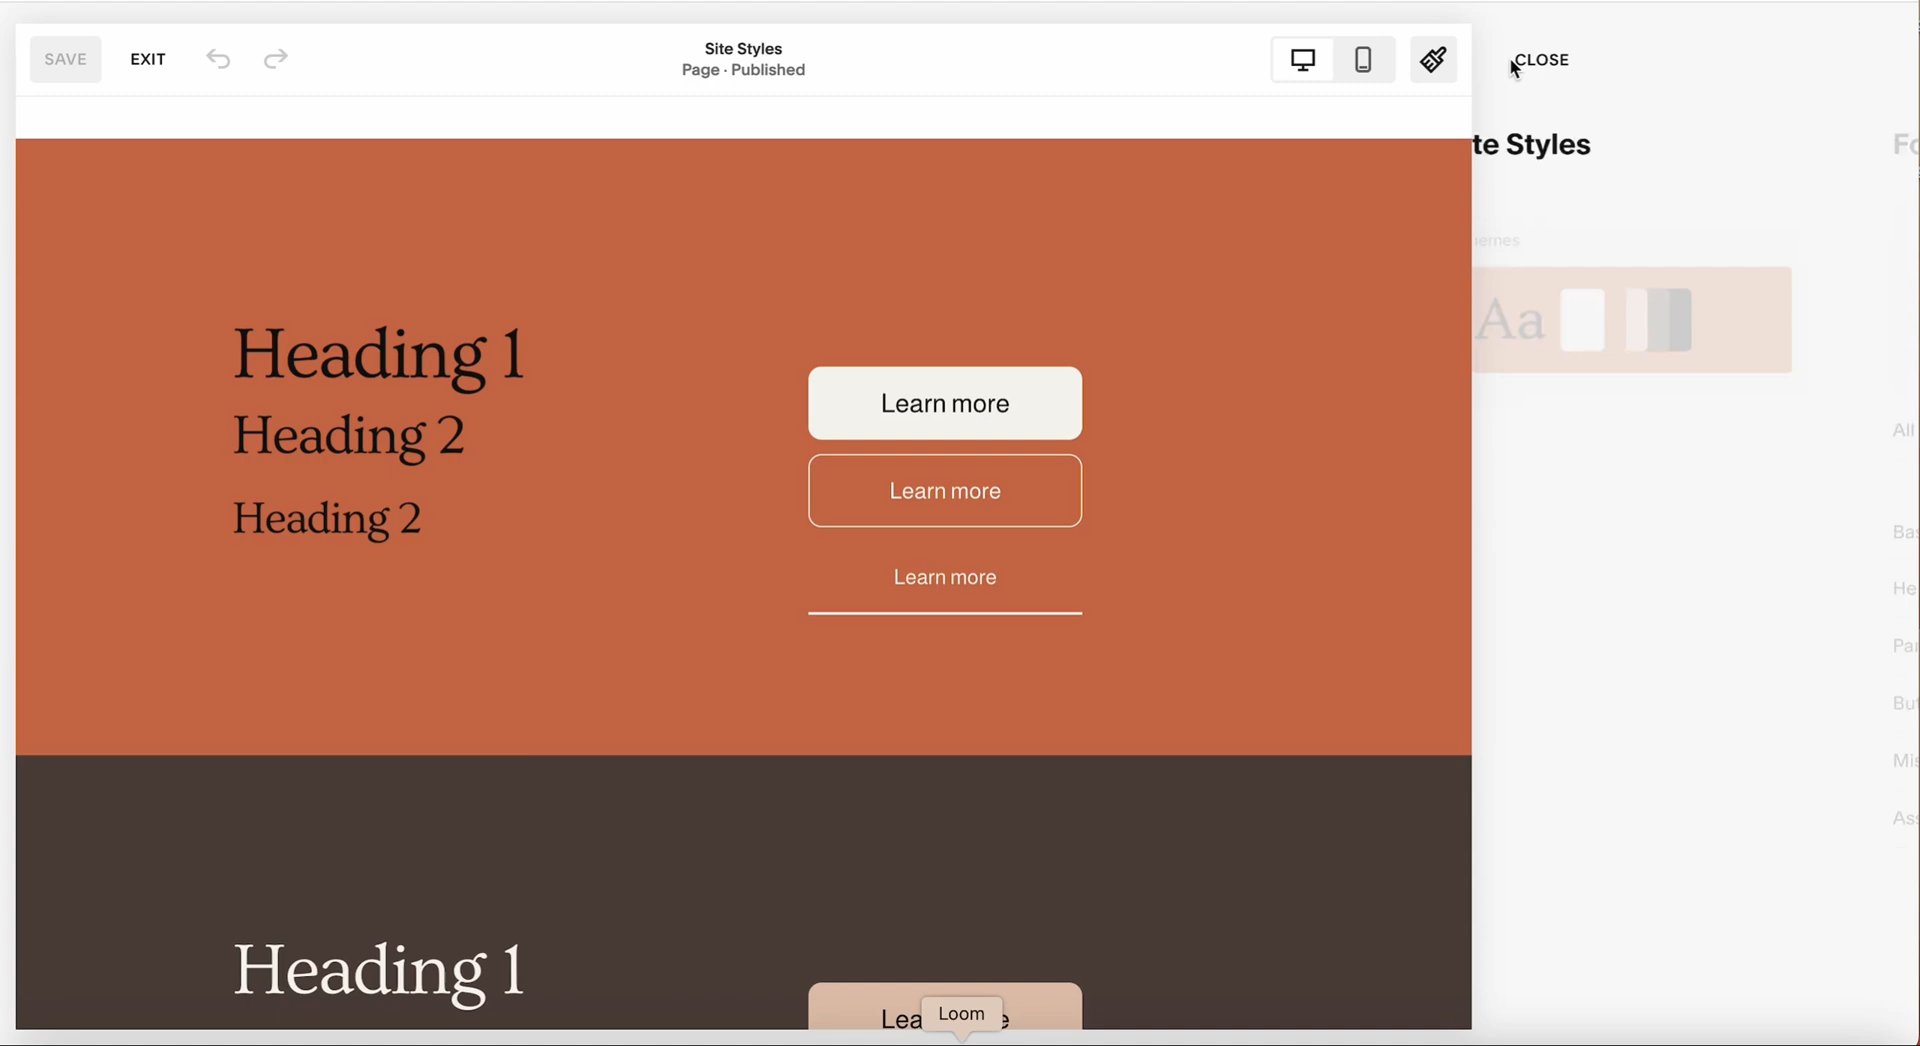 SAVE
EXIT
Site Styles
Page · Published
CLOSE
te Styles
Heading 1
Heading 2
Heading 2
Learn more
Learn more
Learn more
Aa
All
Heading 1
Loom